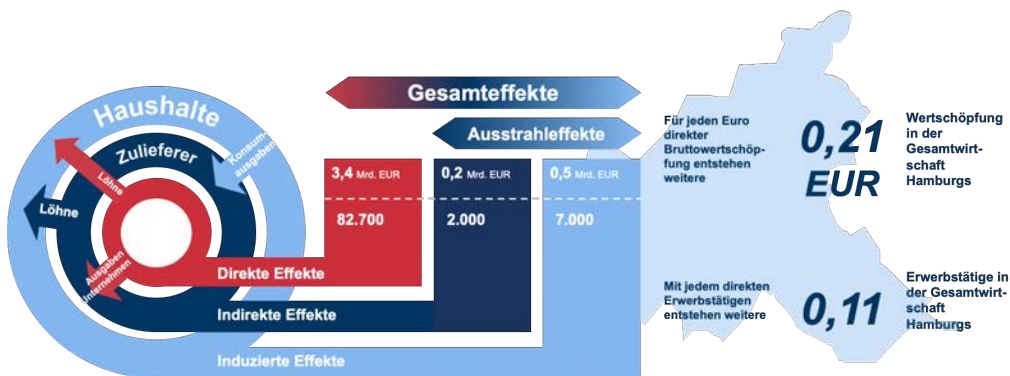 Haushalte
Zulieferer
Konsum-
ausgaben
Löhne
Löhne
Ausgaben
Unternehmen
Gesamteffekte
Ausstrahleffekte
3,4 Mrd. EUR
0,2 Mrd. EUR
0,5 Mrd. EUR
82.700
2.000
7.000
Direkte Effekte
Indirekte Effekte
Induzierte Effekte
Für jeden Euro
direkter
Bruttowertschöp-
fung entstehen
weitere
0,21
EUR
Wertschöpfung
in der
Gesamtwirt-
schaft
Hamburgs
Mit jedem direkten
Erwerbstätigen
entstehen weitere
0,11
Erwerbstätige in
der Gesamtwirt-
schaft
Hamburgs